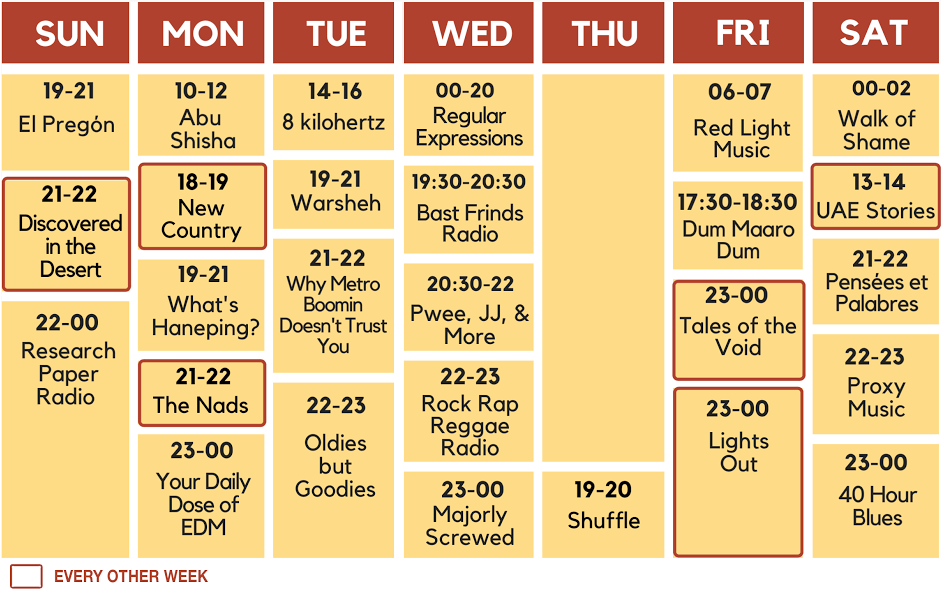 SUN
19-21
El Pregón
21-22
Discovered
in the
Desert
22-00
Research
Paper
Radio
MON
10-12
Abu
Shisha
18-19
New
Country
19-21
What's
Haneping?
21-22
The Nads
23-00
Your Daily
Dose of
EDM
TUE
14-16
8 kilohertz
19-21
Warsheh
21-22
Why Metro
Boomin
Doesn't Trust
You
22-23
Oldies
but
Goodies
WED
00-20
Regular
Expressions
19:30-20:30
Bast Frinds
Radio
20:30-22
Pwee, JJ, &
More
22-23
Rock Rap
Reggae
Radio
23-00
Majorly
Screwed
THU
19-20
Shuffle
FRI
06-07
Red Light
Music
17:30-18:30
Dum Maaro
Dum
23-00
Tales of the
Void
23-00
Lights
Out
SAT
00-02
Walk of
Shame
13-14
UAE Stories
21-22
Pensées et
Palabres
22-23
Proxy
Music
23-00
40 Hour
Blues
EVERY OTHER WEEK